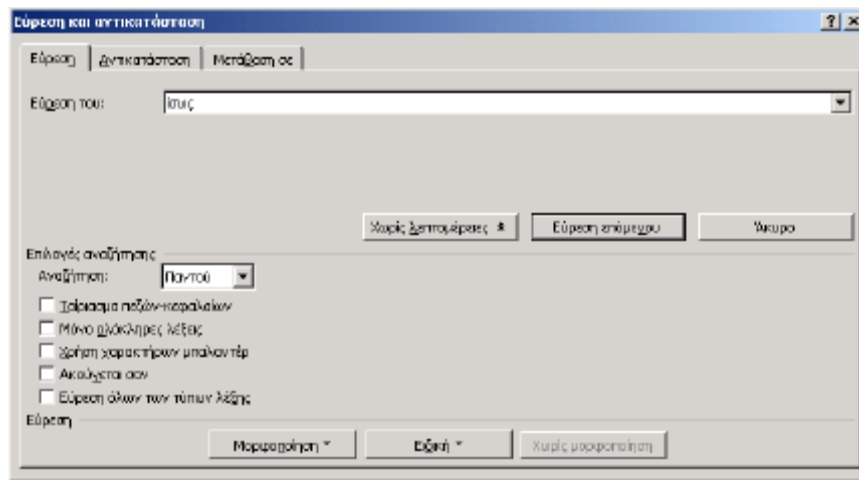 Εύρεση και αντικατάσταση
Εύρεση Αντικατάσταση Μετάβαση σε
Εύρεση του: ίσως
Χωρίς λεπτομέρειες Εύρεση επόμενου Άκυρο
Επιλογές αναζήτησης
Αναζήτηση: Παντού
Ταίριασμα πεζών-κεφαλαίων
Μόνο ολόκληρες λέξεις
Χρήση χαρακτήρων μπαλαντέρ
Ακούγεται σαν
Εύρεση όλων των τύπων λέξης
Εύρεση
Μορφοποίηση Ειδική Χωρίς μορφοποίηση